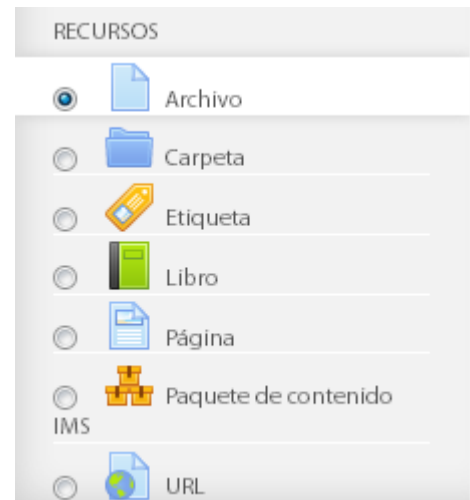 RECURSOS
Archivo
Carpeta
Etiqueta
Libro
Página
Paquete de contenido
IMS
URL